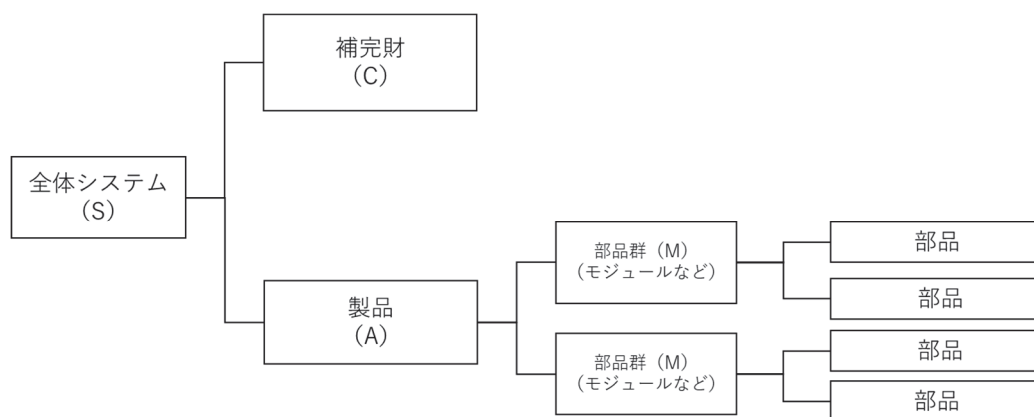 補完財
（C）
全体システム
（S）
製品
（A）
部品群（M）
（モジュールなど）
部品群（M）
（モジュールなど）
部品
部品
部品
部品